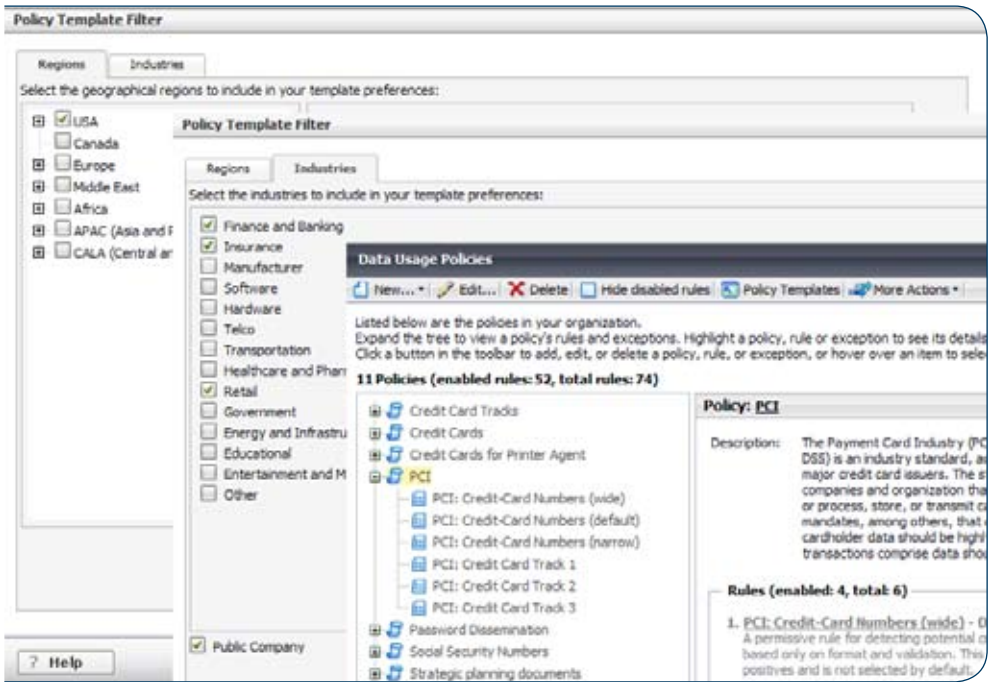 Policy Template Filter
Regions Industries
Select the geographical regions to include in your template preferences:
USA
Canada
Europe
Middle East
Africa
APAC (Asia and
CALA (Central
Policy Template Filter
Regions Industries
Select the industries to include in your template preferences:
Finance and Banking
Insurance
Manufacturer
Software
Hardware
Telco
Transportation
Healthcare and
Retail
Government
Energy and
Educational
Entertainment and
Other
Public Company
? Help
Data Usage Policies
New... Edit... Delete Hide disabled rules Policy Templates More Actions
Listed below are the policies in your organization.
Expand the tree to view a policy's rules and exceptions. Highlight a policy, rule or exception to see its details
Click a button in the toolbar to add, edit, or delete a policy, rule, or exception, or hover over an item to
11 Policies (enabled rules: 52, total rules: 74)
Credit Card Tracks
Credit Cards
Credit Cards for Printer Agent
PCI
PCI: Credit-Card Numbers (wide)
PCI: Credit-Card Numbers (default)
PCI: Credit-Card Numbers (narrow)
PCI: Credit Card Track 1
PCI: Credit Card Track 2
PCI: Credit Card Track 3
Password Dissemination
Social Security Numbers
Strategic planning documents
Policy: PCI
Description: The Payment Card Industry
DSS) is an industry standard,
major credit card issuers. The
companies and organization
or process, store, or transmit
mandates, among others, that
cardholder data should be
transactions comprise data
Rules (enabled: 4, total: 6)
1. PCI: Credit-Card Numbers (wide) -
A permissive rule for detecting potential
based only on format and validation. This
positives and is not selected by default.